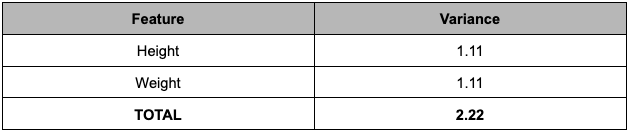 Feature Variance
Height 1.11
Weight 1.11
TOTAL 2.22